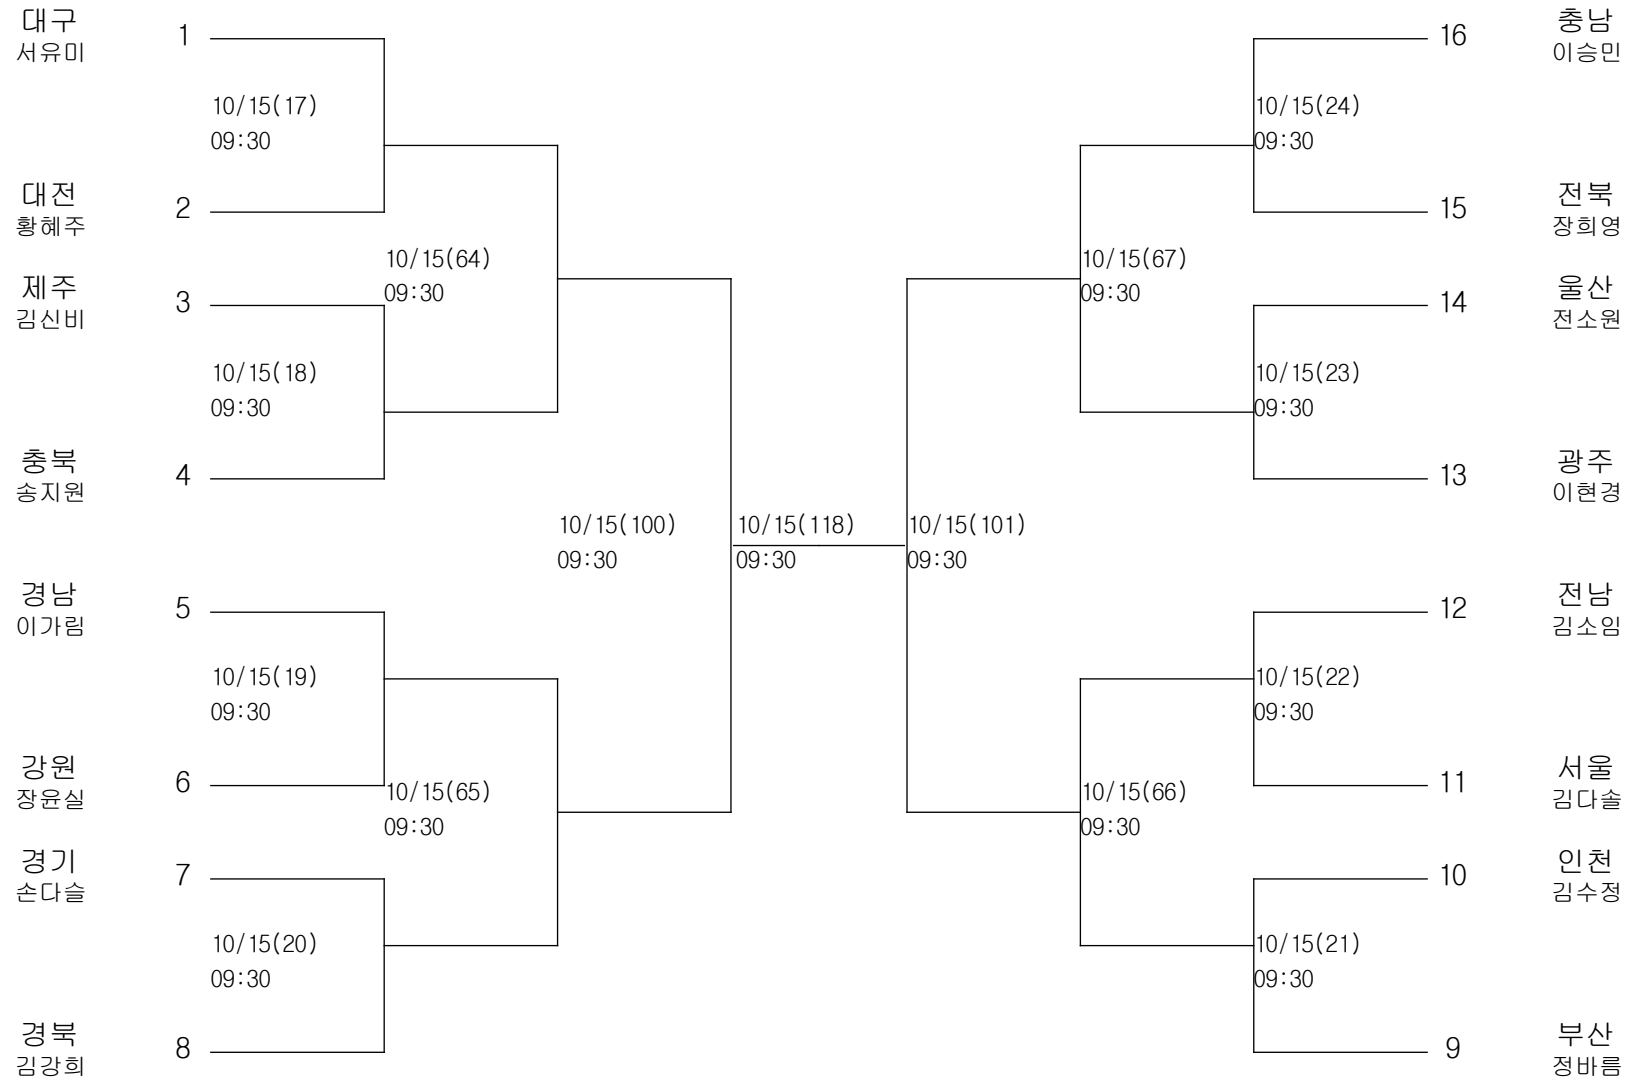 대구
서유미
1
10/15(17)
09:30
대전
황혜주
2
10/15(64)
09:30
제주
김신비
3
10/15(18)
09:30
충북
송지원
4
10/15(100)
09:30
경남
이가림
5
10/15(19)
09:30
강원
장윤실
6
10/15(65)
09:30
경기
손다슬
7
10/15(20)
09:30
경북
김강희
8
10/15(118)
09:30
충남
이승민
16
10/15(24)
09:30
전북
장희영
15
10/15(67)
09:30
울산
전소원
14
10/15(23)
09:30
광주
이현경
13
10/15(101)
09:30
전남
김소임
12
10/15(22)
09:30
서울
김다솔
11
10/15(66)
09:30
인천
김수정
10
10/15(21)
09:30
부산
정바름
9